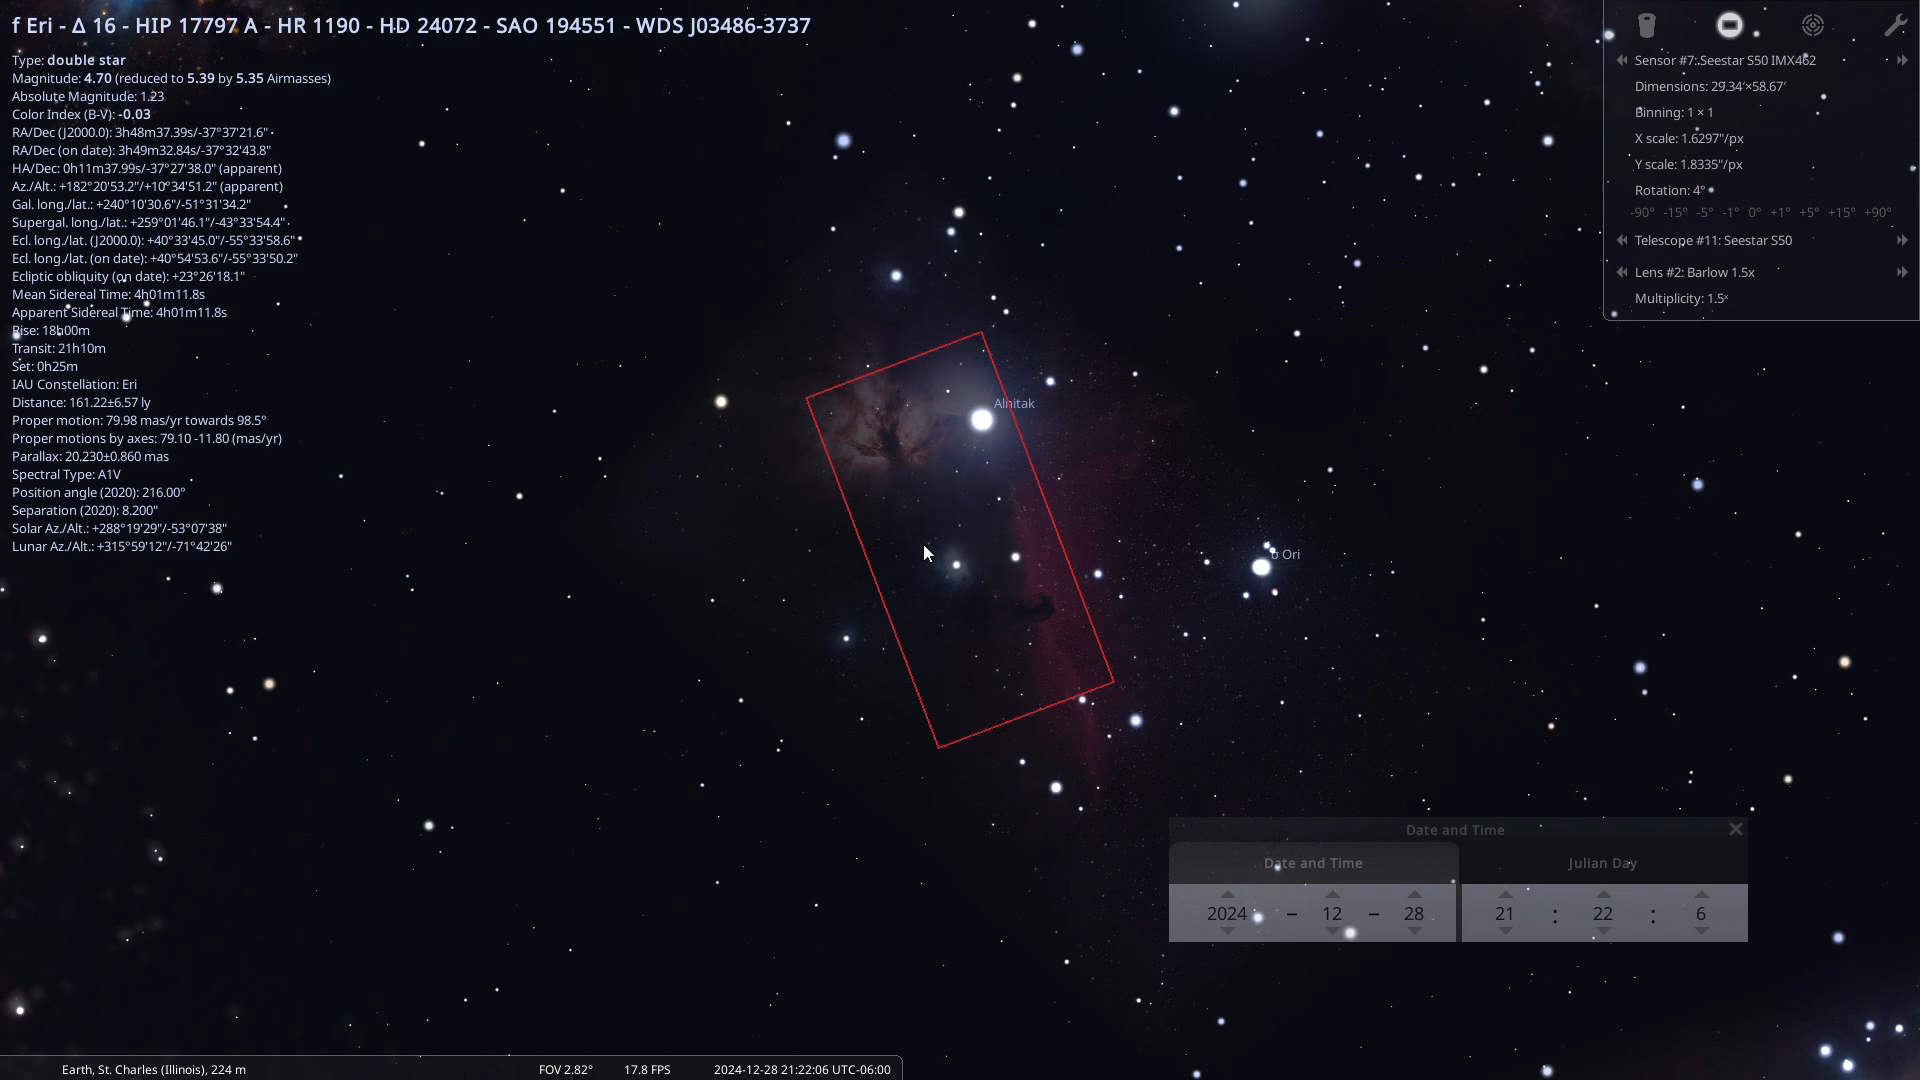 f Eri - Δ 16 - HIP 17797 A - HR 1190 - HD 24072 - SAO 194551 - WDS J03486-3737
Type: double star
Magnitude: 4.70 (reduced to 5.39 by 5.35 Airmasses)
Absolute Magnitude: 1.23
Color Index (B-V): -0.03
RA/Dec (J2000.0): 3h48m37.39s/-37°37'21.6"
RA/Dec (on date): 3h49m32.84s/-37°32'43.8"
HA/Dec: 0h11m37.99s/-37°27'38.0" (apparent)
Az./Alt.: +182°20'53.2"/+10°34'51.2" (apparent)
Gal. long./lat.: +240°10'30.6"/-51°31'34.2"
Supergal. long./lat.: +259°01'46.1"/-43°33'54.4"
Ecl. long./lat. (J2000.0): +40°33'45.0"/-55°33'58.6"
Ecl. long./lat. (on date): +40°54'53.6"/-55°33'50.2"
Ecliptic obliquity (on date): +23°26'18.1"
Mean Sidereal Time: 4h01m11.8s
Apparent Sidereal Time: 4h01m11.8s
Rise: 18h00m
Transit: 21h10m
Set: 0h25m
IAU Constellation: Eri
Distance: 161.22±6.57 ly
Proper motion: 79.98 mas/yr towards 98.5°
Proper motions by axes: 79.10 -11.80 (mas/yr)
Parallax: 20.230±0.860 mas
Spectral Type: A1V
Position angle (2020): 216.00°
Separation (2020): 8.200"
Solar Az./Alt.: +288°19'29"/-53°07'38"
Lunar Az./Alt.: +315°59'12"/-71°42'26"
Sensor #7: Seestar S50 IMX462
Dimensions: 29.34′×58.67′
Binning: 1 × 1
X scale: 1.6297"/px
Y scale: 1.8335"/px
Rotation: 4°
-90° -15° -5° -1° 0° +1° +5° +15° +90°
Telescope #11: Seestar S50
Lens #2: Barlow 1.5x
Multiplicity: 1.5ˣ
Alnitak
σ Ori
Date and Time
Date and Time Julian Day
2024 - 12 - 28 21 : 22 : 6
Earth, St. Charles (Illinois), 224 m FOV 2.82° 17.8 FPS 2024-12-28 21:22:06 UTC-06:00